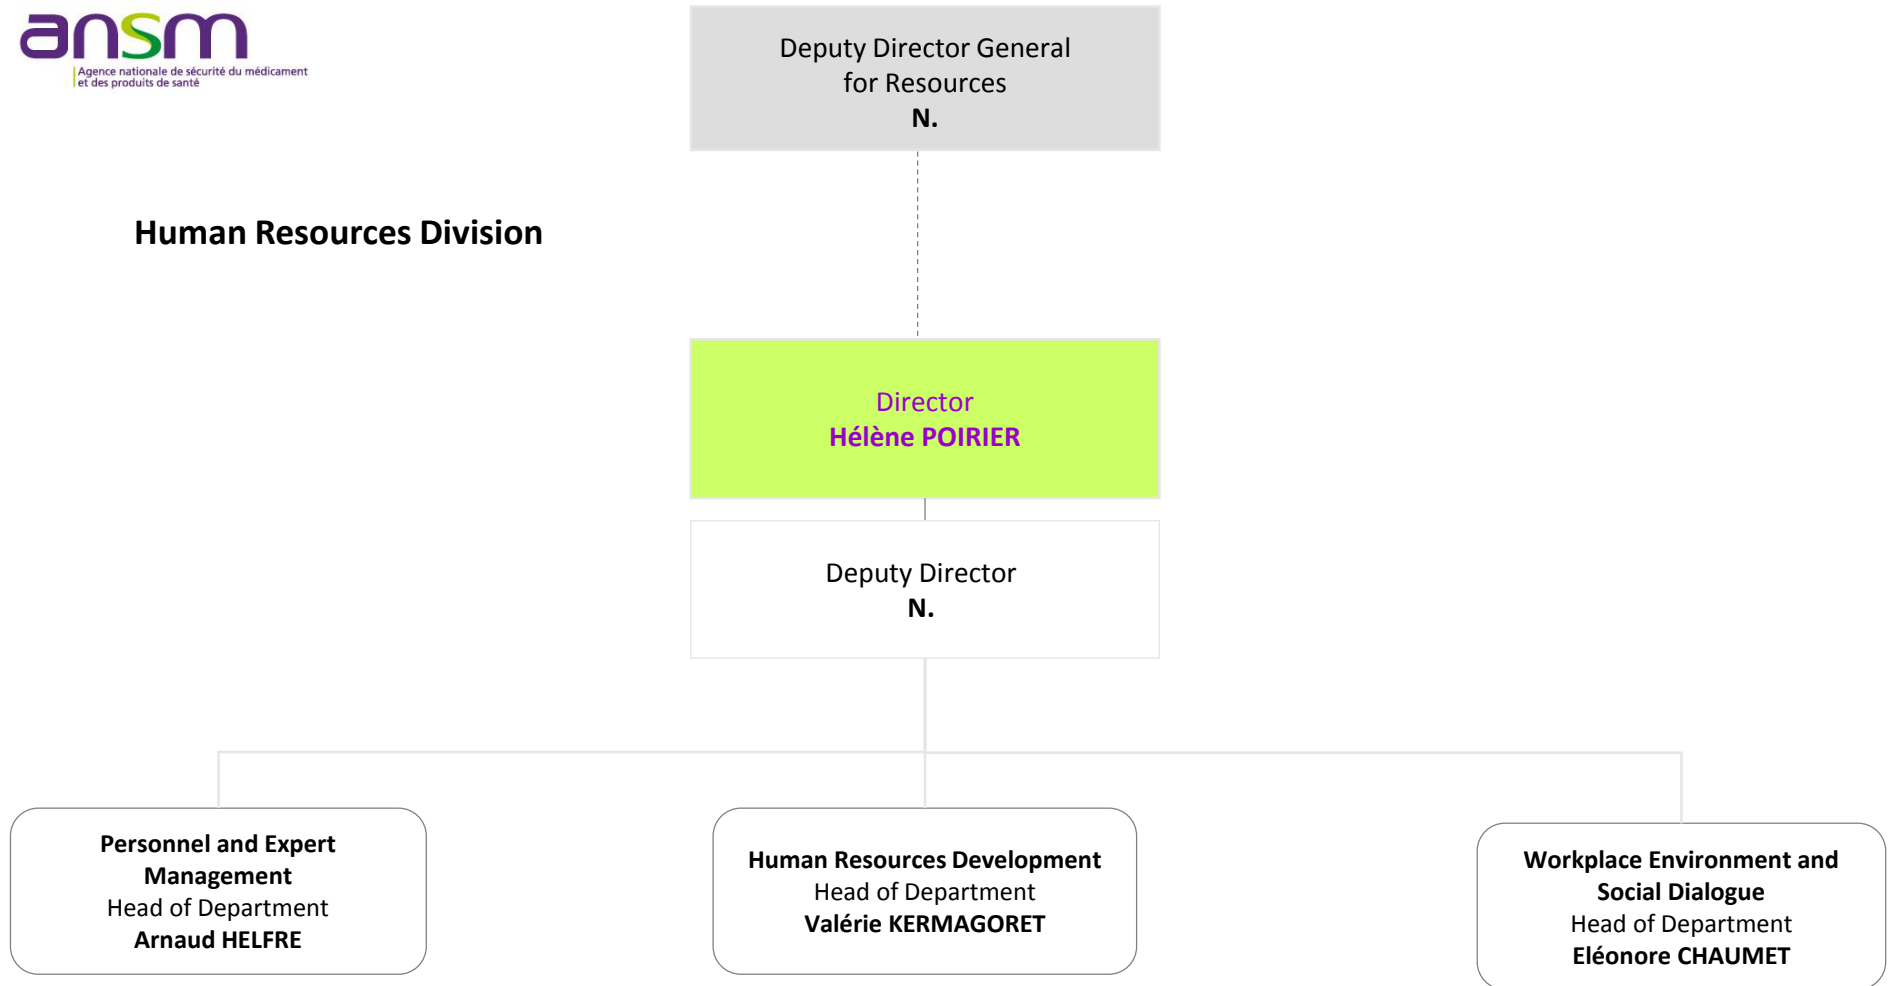 ansm
Agence nationale de sécurité du médicament
et des produits de santé
Deputy Director General
for Resources
N.
Human Resources Division
Director
Hélène POIRIER
Deputy Director
N.
Personnel and Expert
Management
Head of Department
Arnaud HELFRE
Human Resources Development
Head of Department
Valérie KERMAGORET
Workplace Environment and
Social Dialogue
Head of Department
Eléonore CHAUMET